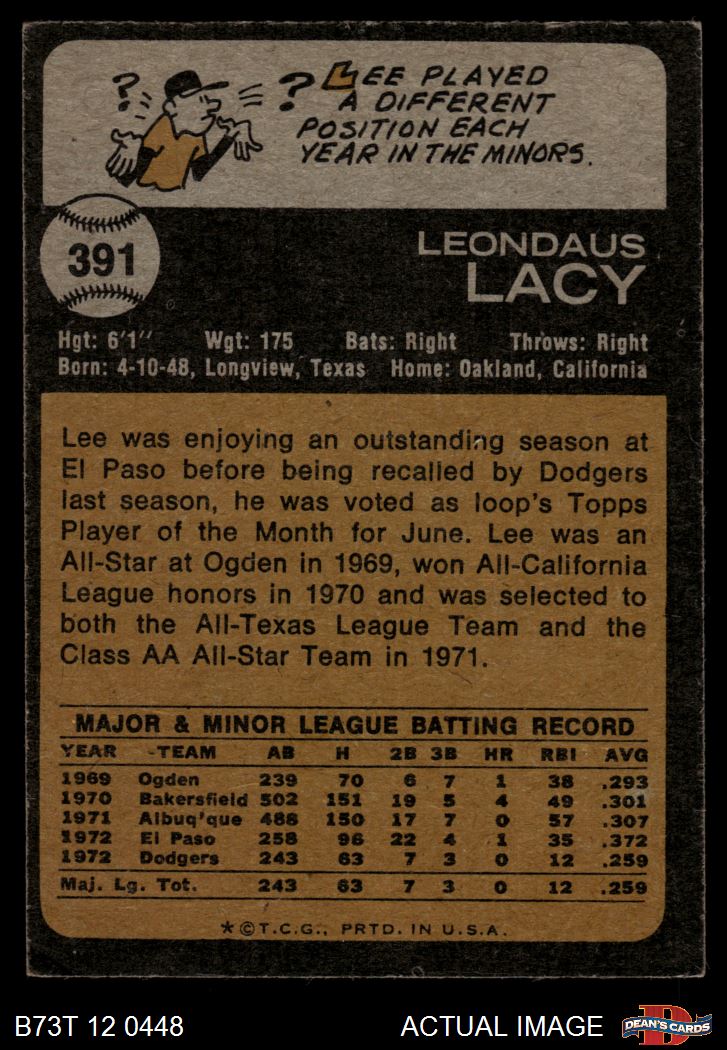 ? ? LEE PLAYED
A DIFFERENT
POSITION EACH
YEAR IN THE MINORS.
391
LEONDAUS
LACY
Hgt: 6'1" Wgt: 175 Bats: Right Throws: Right
Born: 4-10-48, Longview, Texas Home: Oakland, California
Lee was enjoying an outstanding season at
El Paso before being recalled by Dodgers
last season, he was voted as loop's Topps
Player of the Month for June. Lee was an
All-Star at Ogden in 1969, won All-California
League honors in 1970 and was selected to
both the All-Texas League Team and the
Class AA All-Star Team in 1971.
MAJOR & MINOR LEAGUE BATTING RECORD
YEAR TEAM AB H 2B 3B HR RBI AVG
1969 Ogden 239 70 6 7 1 38 .293
1970 Bakersfield 502 151 19 5 4 49 .301
1971 Albuq'que 488 150 17 7 0 57 .307
1972 El Paso 258 96 22 4 1 35 .372
1972 Dodgers 243 63 7 3 0 12 .259
Maj. Lg. Tot. 243 63 7 3 0 12 .259
*©T.C.G., PRTD. IN U.S.A.
B73T 12 0448 ACTUAL IMAGE D DEAN'S CARDS